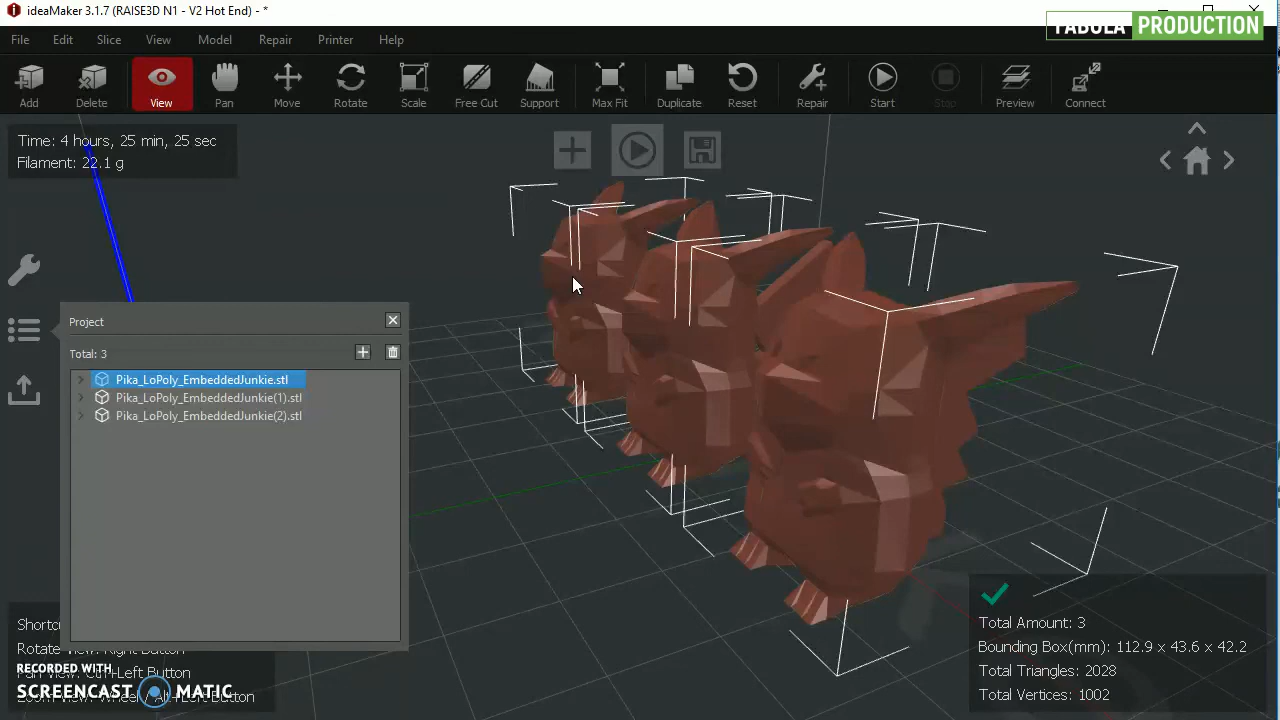 ideaMaker 3.1.7 (RAISE3D N1 - V2 Hot End) - *
TABULA PRODUCTION
File Edit Slice View Model Repair Printer Help
Add Delete View Pan Move Rotate Scale Free Cut Support Max Fit Duplicate Reset Repair Start Stop Preview Connect
Time: 4 hours, 25 min, 25 sec
Filament: 22.1 g
Project
Total: 3
Pika_LoPoly_EmbeddedJunkie.stl
Pika_LoPoly_EmbeddedJunkie(1).stl
Pika_LoPoly_EmbeddedJunkie(2).stl
Total Amount: 3
Bounding Box(mm): 112.9 x 43.6 x 42.2
Total Triangles: 2028
Total Vertices: 1002
RECORDED WITH
SCREENCAST MATIC